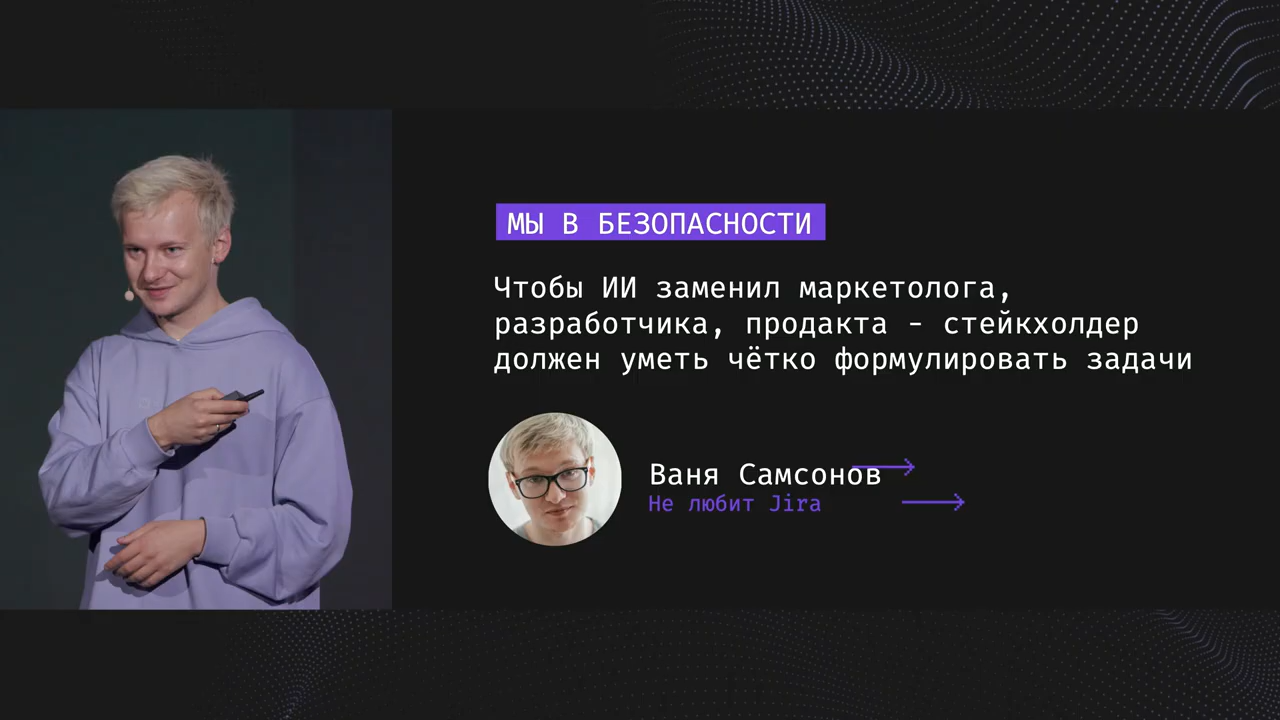 МЫ В БЕЗОПАСНОСТИ
Чтобы ИИ заменил маркетолога,
разработчика, продакта - стейкхолдер
должен уметь чётко формулировать задачи
Ваня Самсонов
Не любит Jira